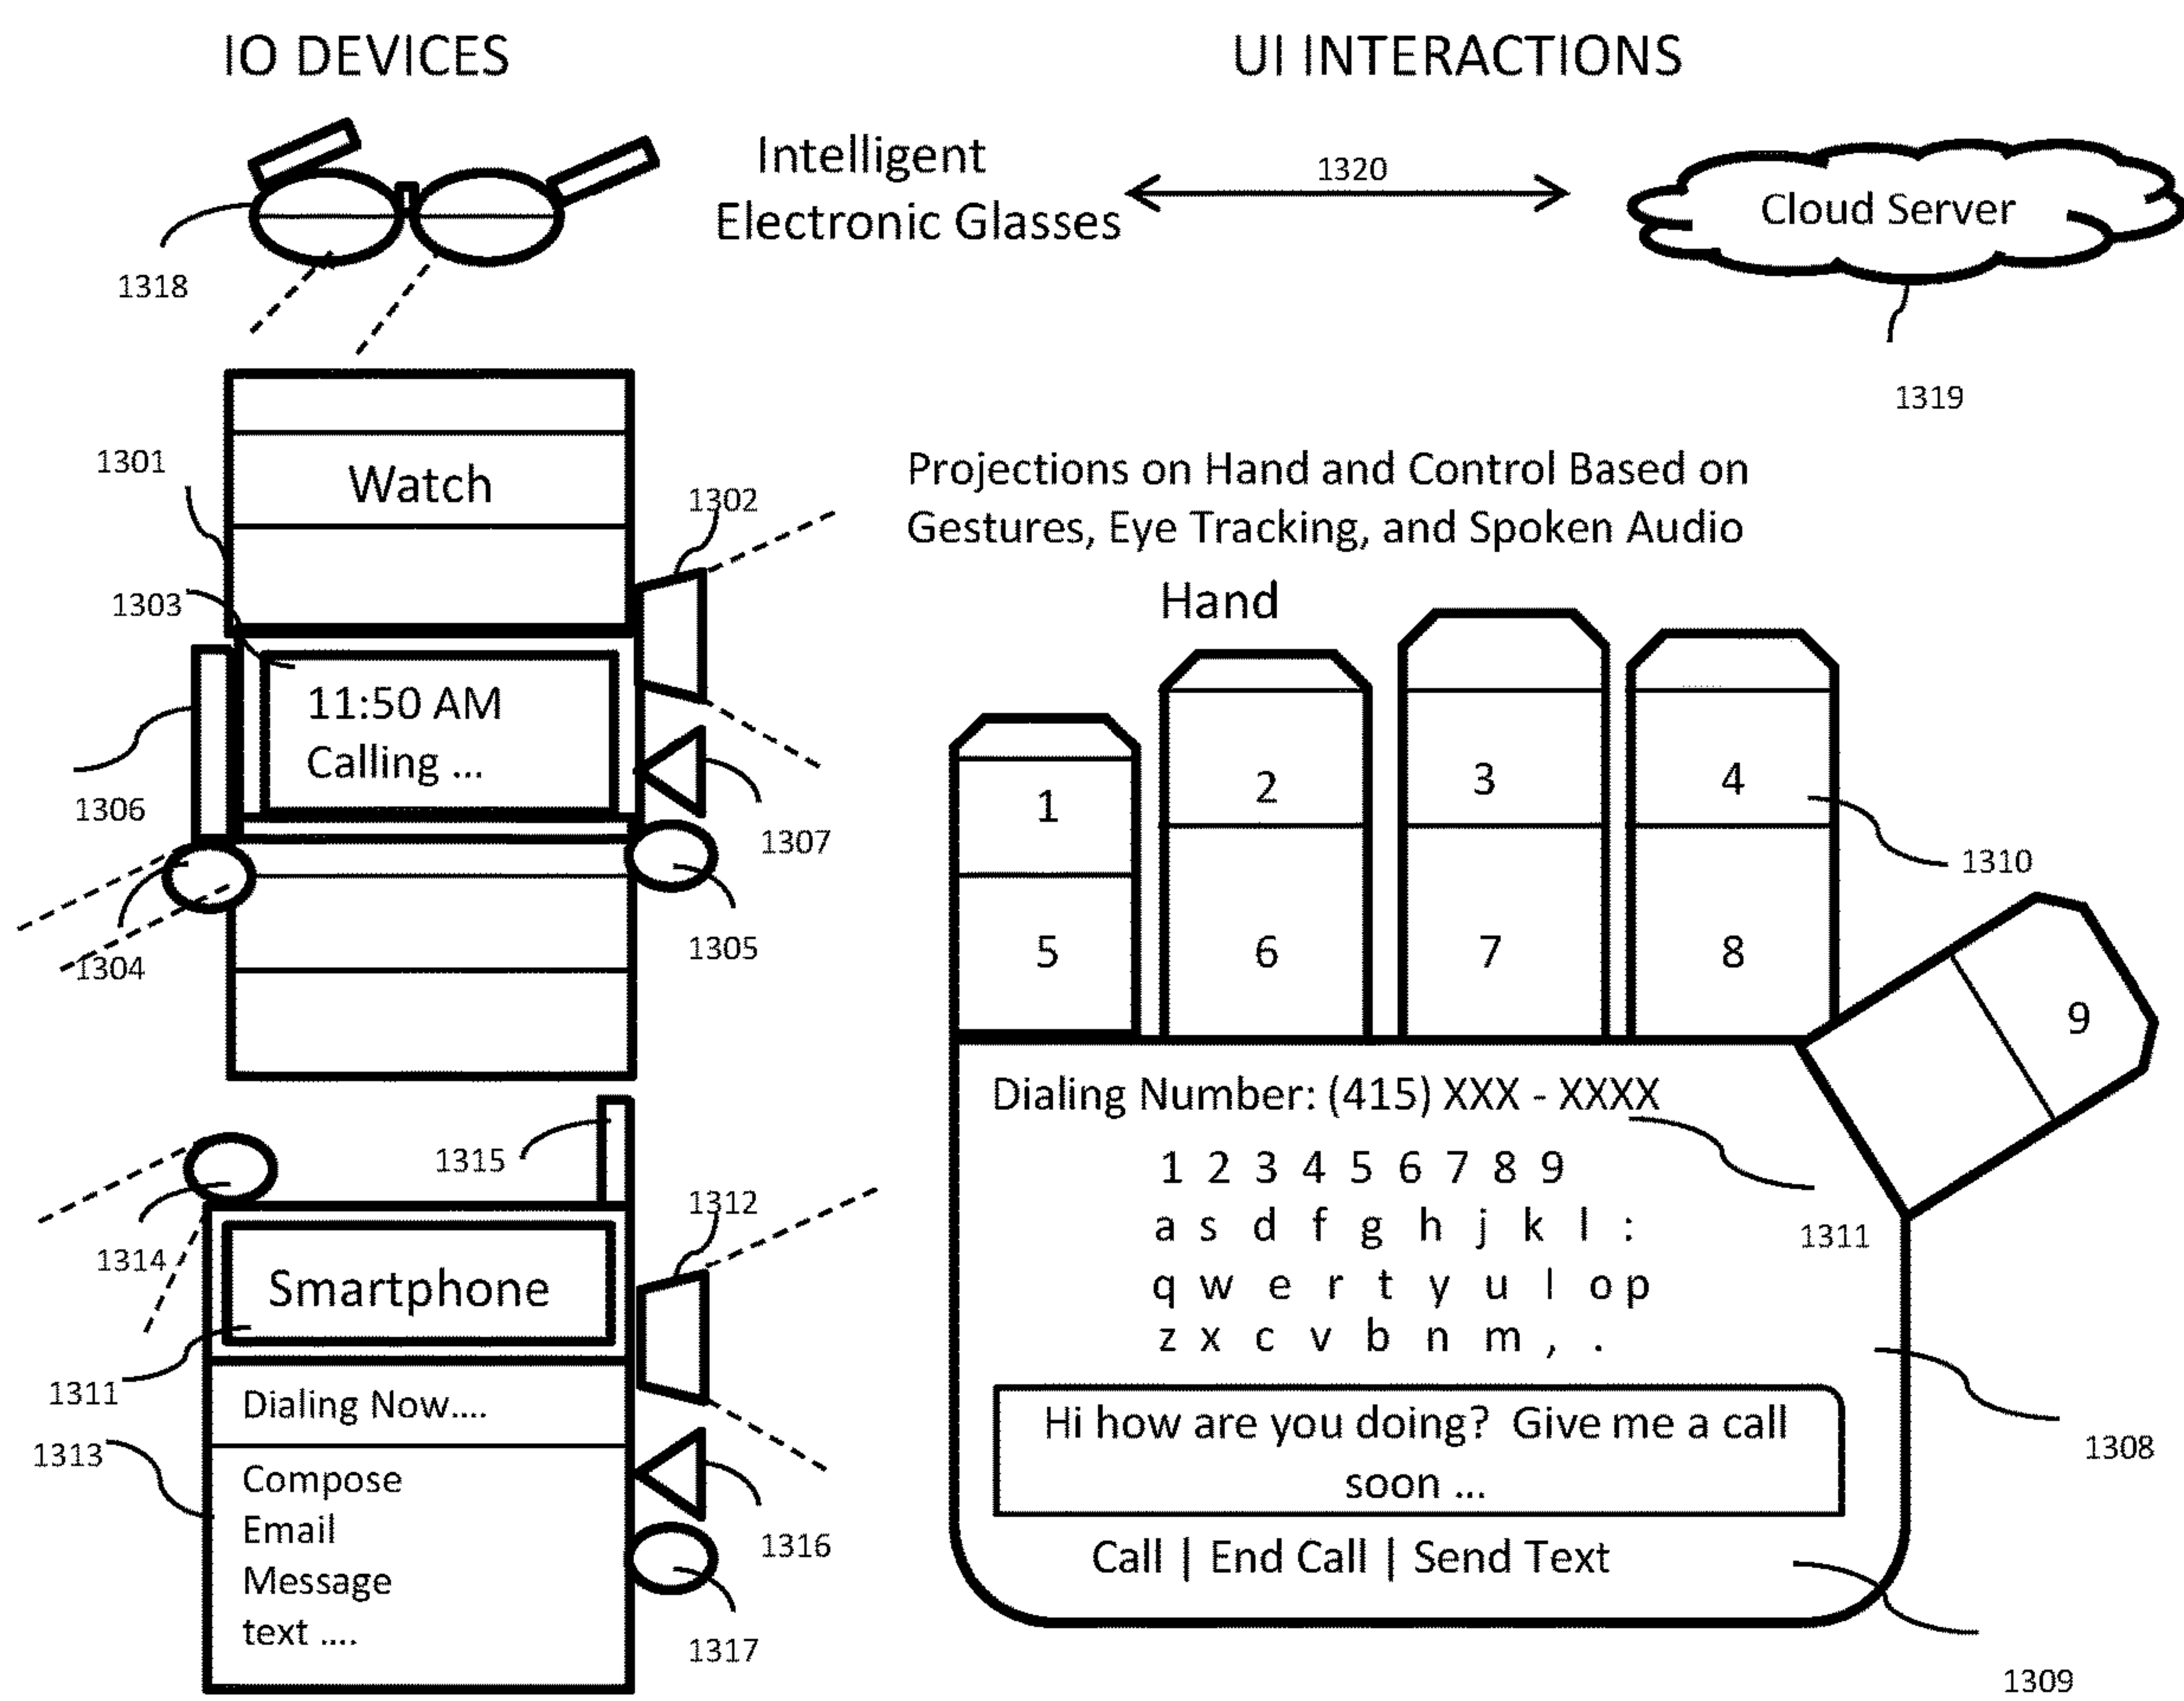 IO DEVICES
UI INTERACTIONS
Intelligent
Electronic Glasses
1320
Cloud Server
1318
1319
Watch
1301
1302
1303
11:50 AM
Calling ...
1306
1307
1304
1305
Projections on Hand and Control Based on
Gestures, Eye Tracking, and Spoken Audio
Hand
1
2
3
4
1310
5
6
7
8
9
Dialing Number: (415) XXX - XXXX
1 2 3 4 5 6 7 8 9
1311
a s d f g h j k l :
q w e r t y u l o p
z x c v b n m , .
1308
Hi how are you doing? Give me a call
soon ...
Call | End Call | Send Text
1309
1315
1312
1314
Smartphone
1311
Dialing Now....
1313
Compose
Email
Message
text ....
1316
1317